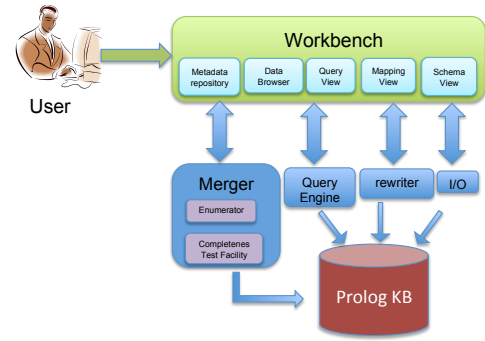 Workbench
Metadata
repository
Data
Browser
Query
View
Mapping
View
Schema
View
User
Merger
Enumerator
Completenes
Test Facility
Query
Engine
rewriter
I/O
Prolog KB